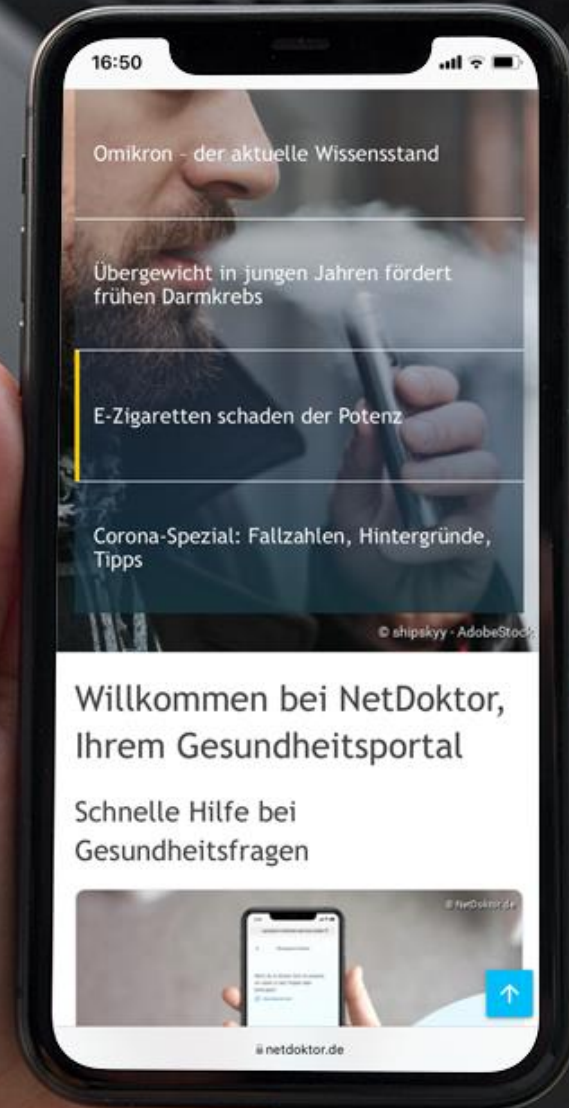 16:50
Omikron – der aktuelle Wissensstand
Übergewicht in jungen Jahren fördert
frühen Darmkrebs
E-Zigaretten schaden der Potenz
Corona-Spezial: Fallzahlen, Hintergründe,
Tipps
© shipskyy - AdobeStock
Willkommen bei NetDoktor,
Ihrem Gesundheitsportal
Schnelle Hilfe bei
Gesundheitsfragen
© NetDoktor.de
netdoktor.de